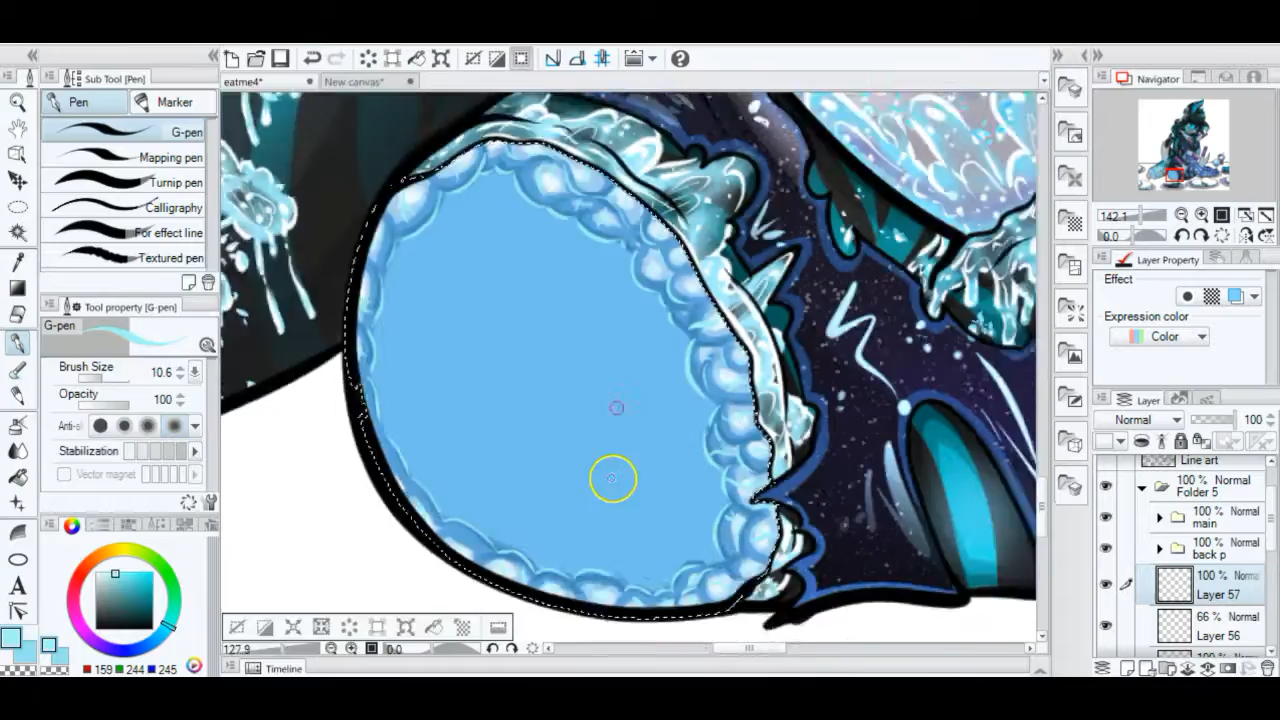 Sub Tool [Pen]
Pen
Marker
G-pen
Mapping pen
Turnip pen
Calligraphy
For effect line
Textured pen
Tool property [G-pen]
G-pen
Brush Size
10.6
Opacity
100
Anti-al
Stabilization
Vector magnet
169
244
245
eatme4*
New canvas*
127.9
0.0
Timeline
Navigator
142.1
0.0
Layer Property
Effect
Expression color
Color
Layer
Normal
100
Line art
100 % Normal
Folder 5
100 % Normal
main
100 % Normal
back p
100 % Norma
Layer 57
66 % Normal
Layer 56